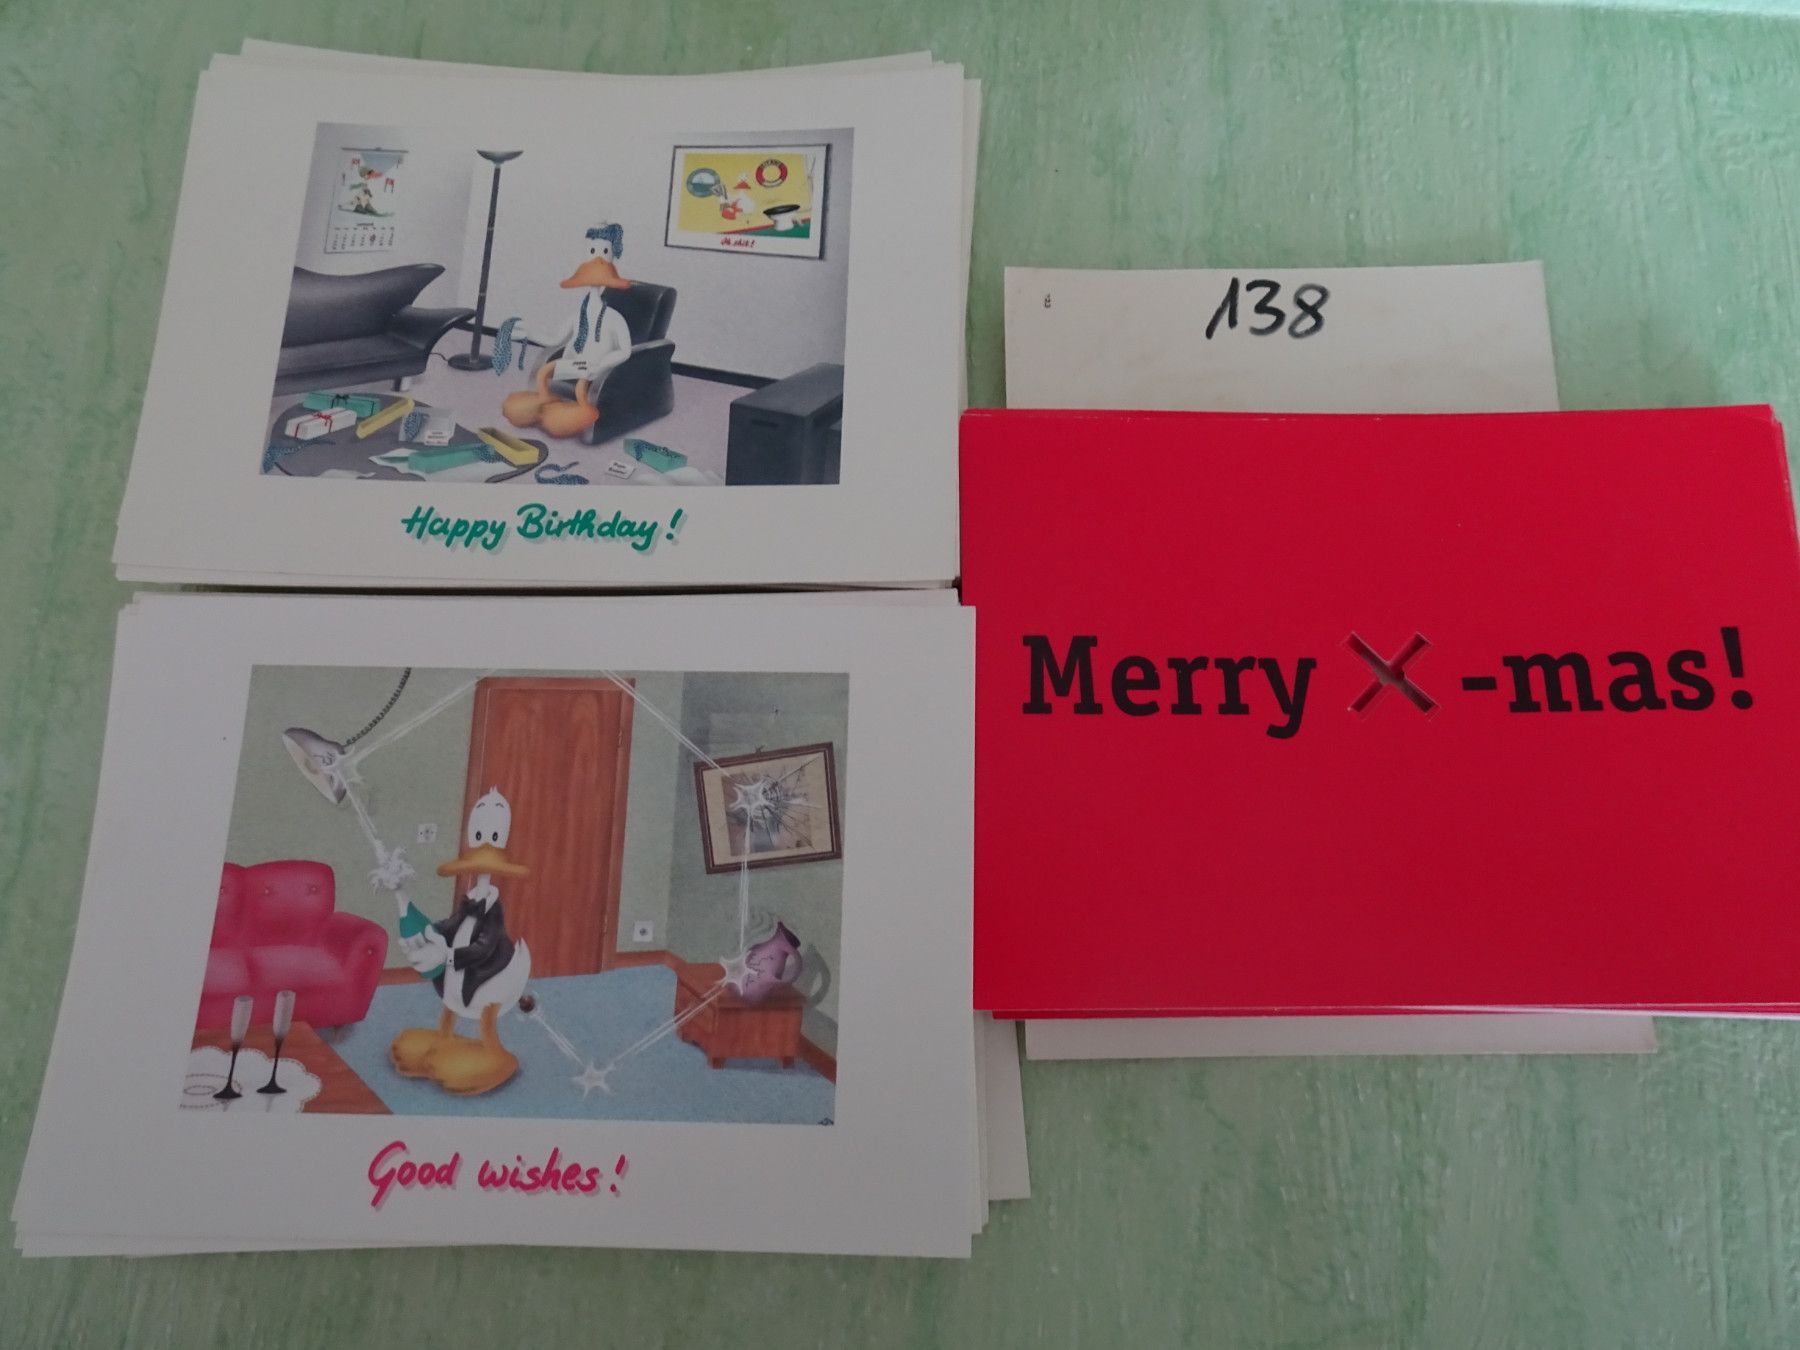 Happy Birthday!
Good wishes!
138
Merry X-mas!